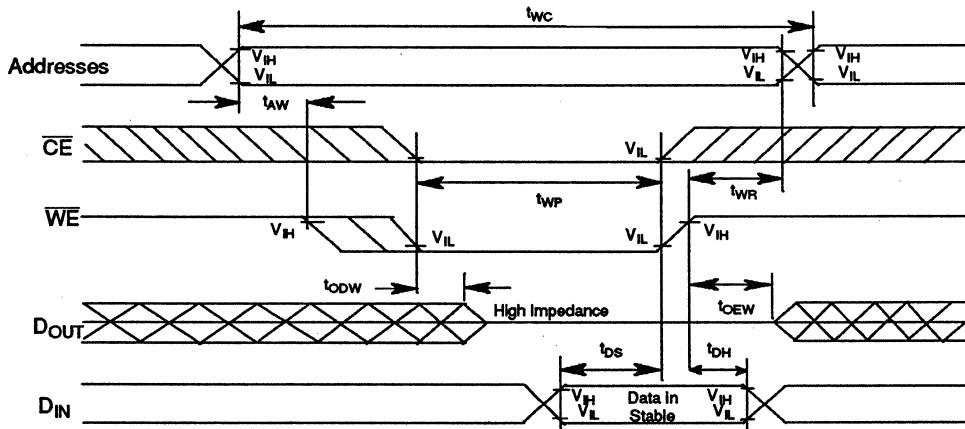 tWC
Addresses
VIH
VIL
VIH
VIL
VIH
VIL
tAW
CE
VIL
tWP
tWR
WE
VIH
VIL
VIL
VIH
tODW
tOEW
DOUT
High Impedance
tDS
tDH
DIN
VIH
VIL
Data in
Stable
VIH
VIL